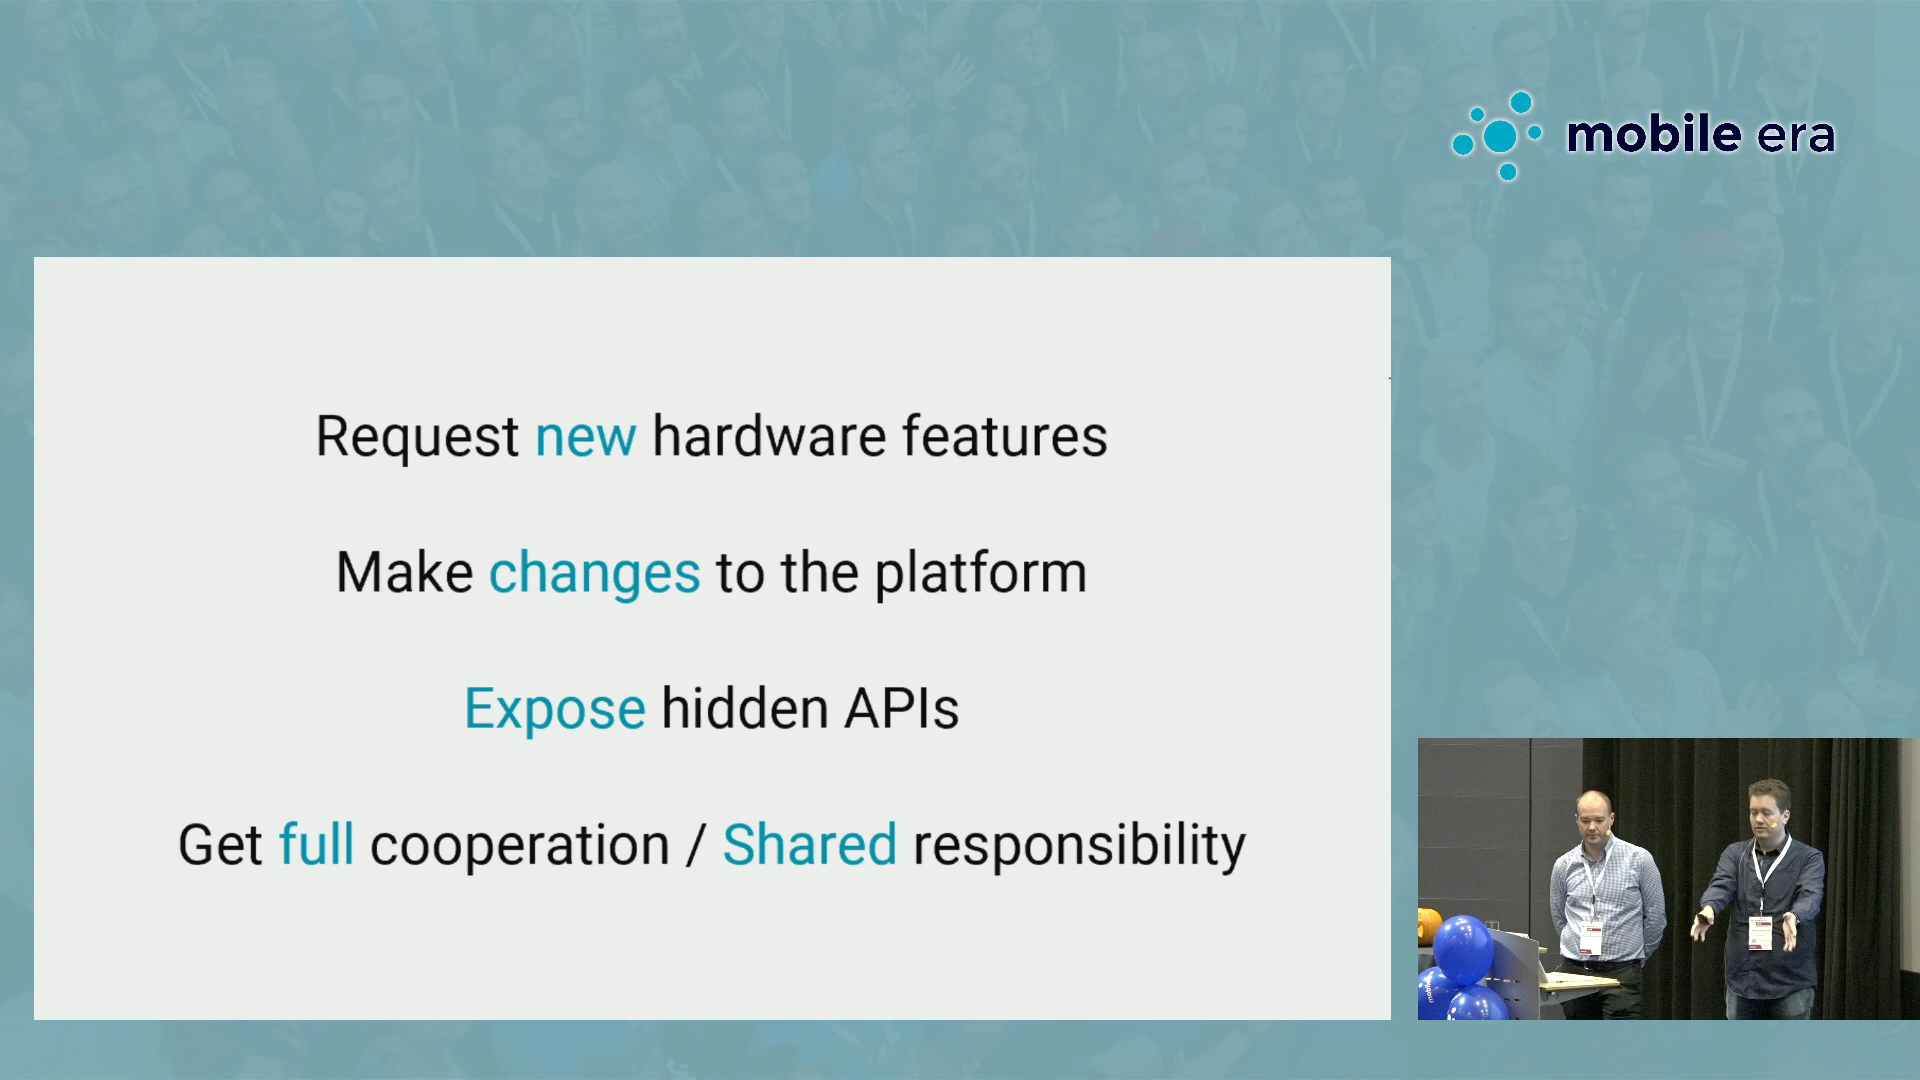 mobile era
Request new hardware features
Make changes to the platform
Expose hidden APIs
Get full cooperation / Shared responsibility